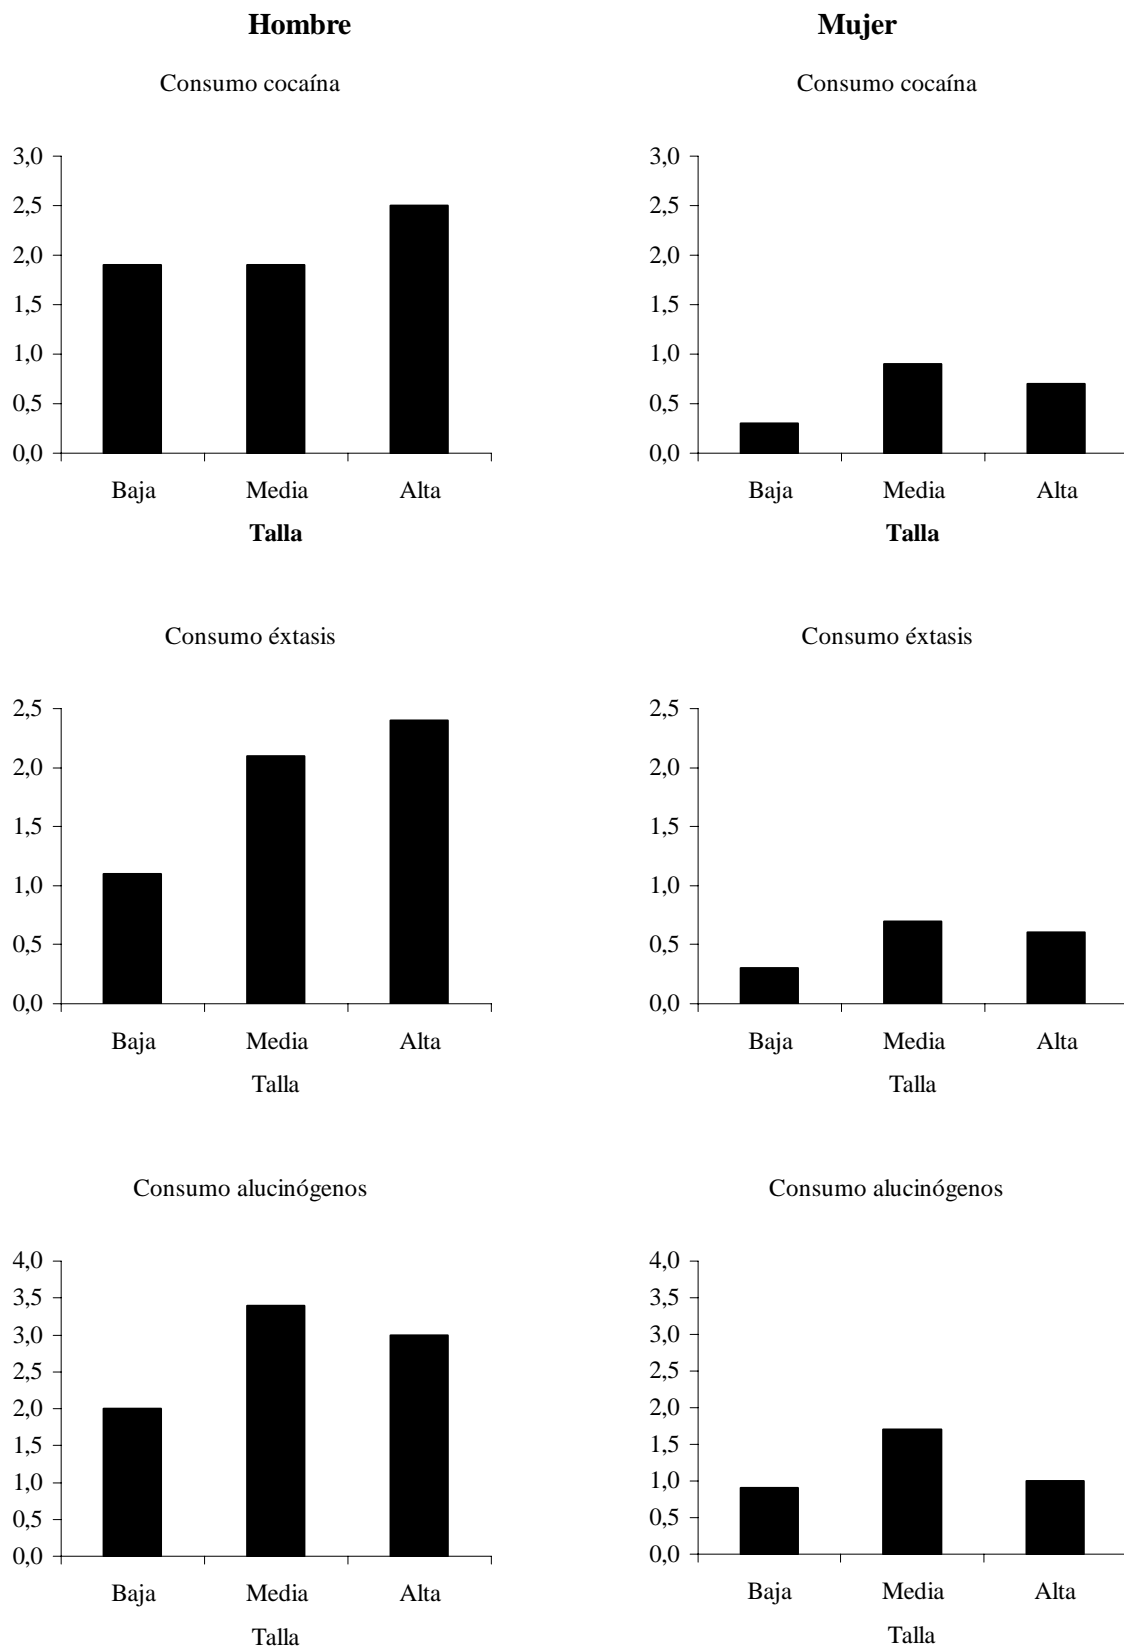 Hombre
Mujer
Consumo cocaína
3,0
2,5
2,0
1,5
1,0
0,5
0,0
Baja Media Alta
Talla
Consumo cocaína
3,0
2,5
2,0
1,5
1,0
0,5
0,0
Baja Media Alta
Talla
Consumo éxtasis
2,5
2,0
1,5
1,0
0,5
0,0
Baja Media Alta
Talla
Consumo éxtasis
2,5
2,0
1,5
1,0
0,5
0,0
Baja Media Alta
Talla
Consumo alucinógenos
4,0
3,5
3,0
2,5
2,0
1,5
1,0
0,5
0,0
Baja Media Alta
Talla
Consumo alucinógenos
4,0
3,5
3,0
2,5
2,0
1,5
1,0
0,5
0,0
Baja Media Alta
Talla